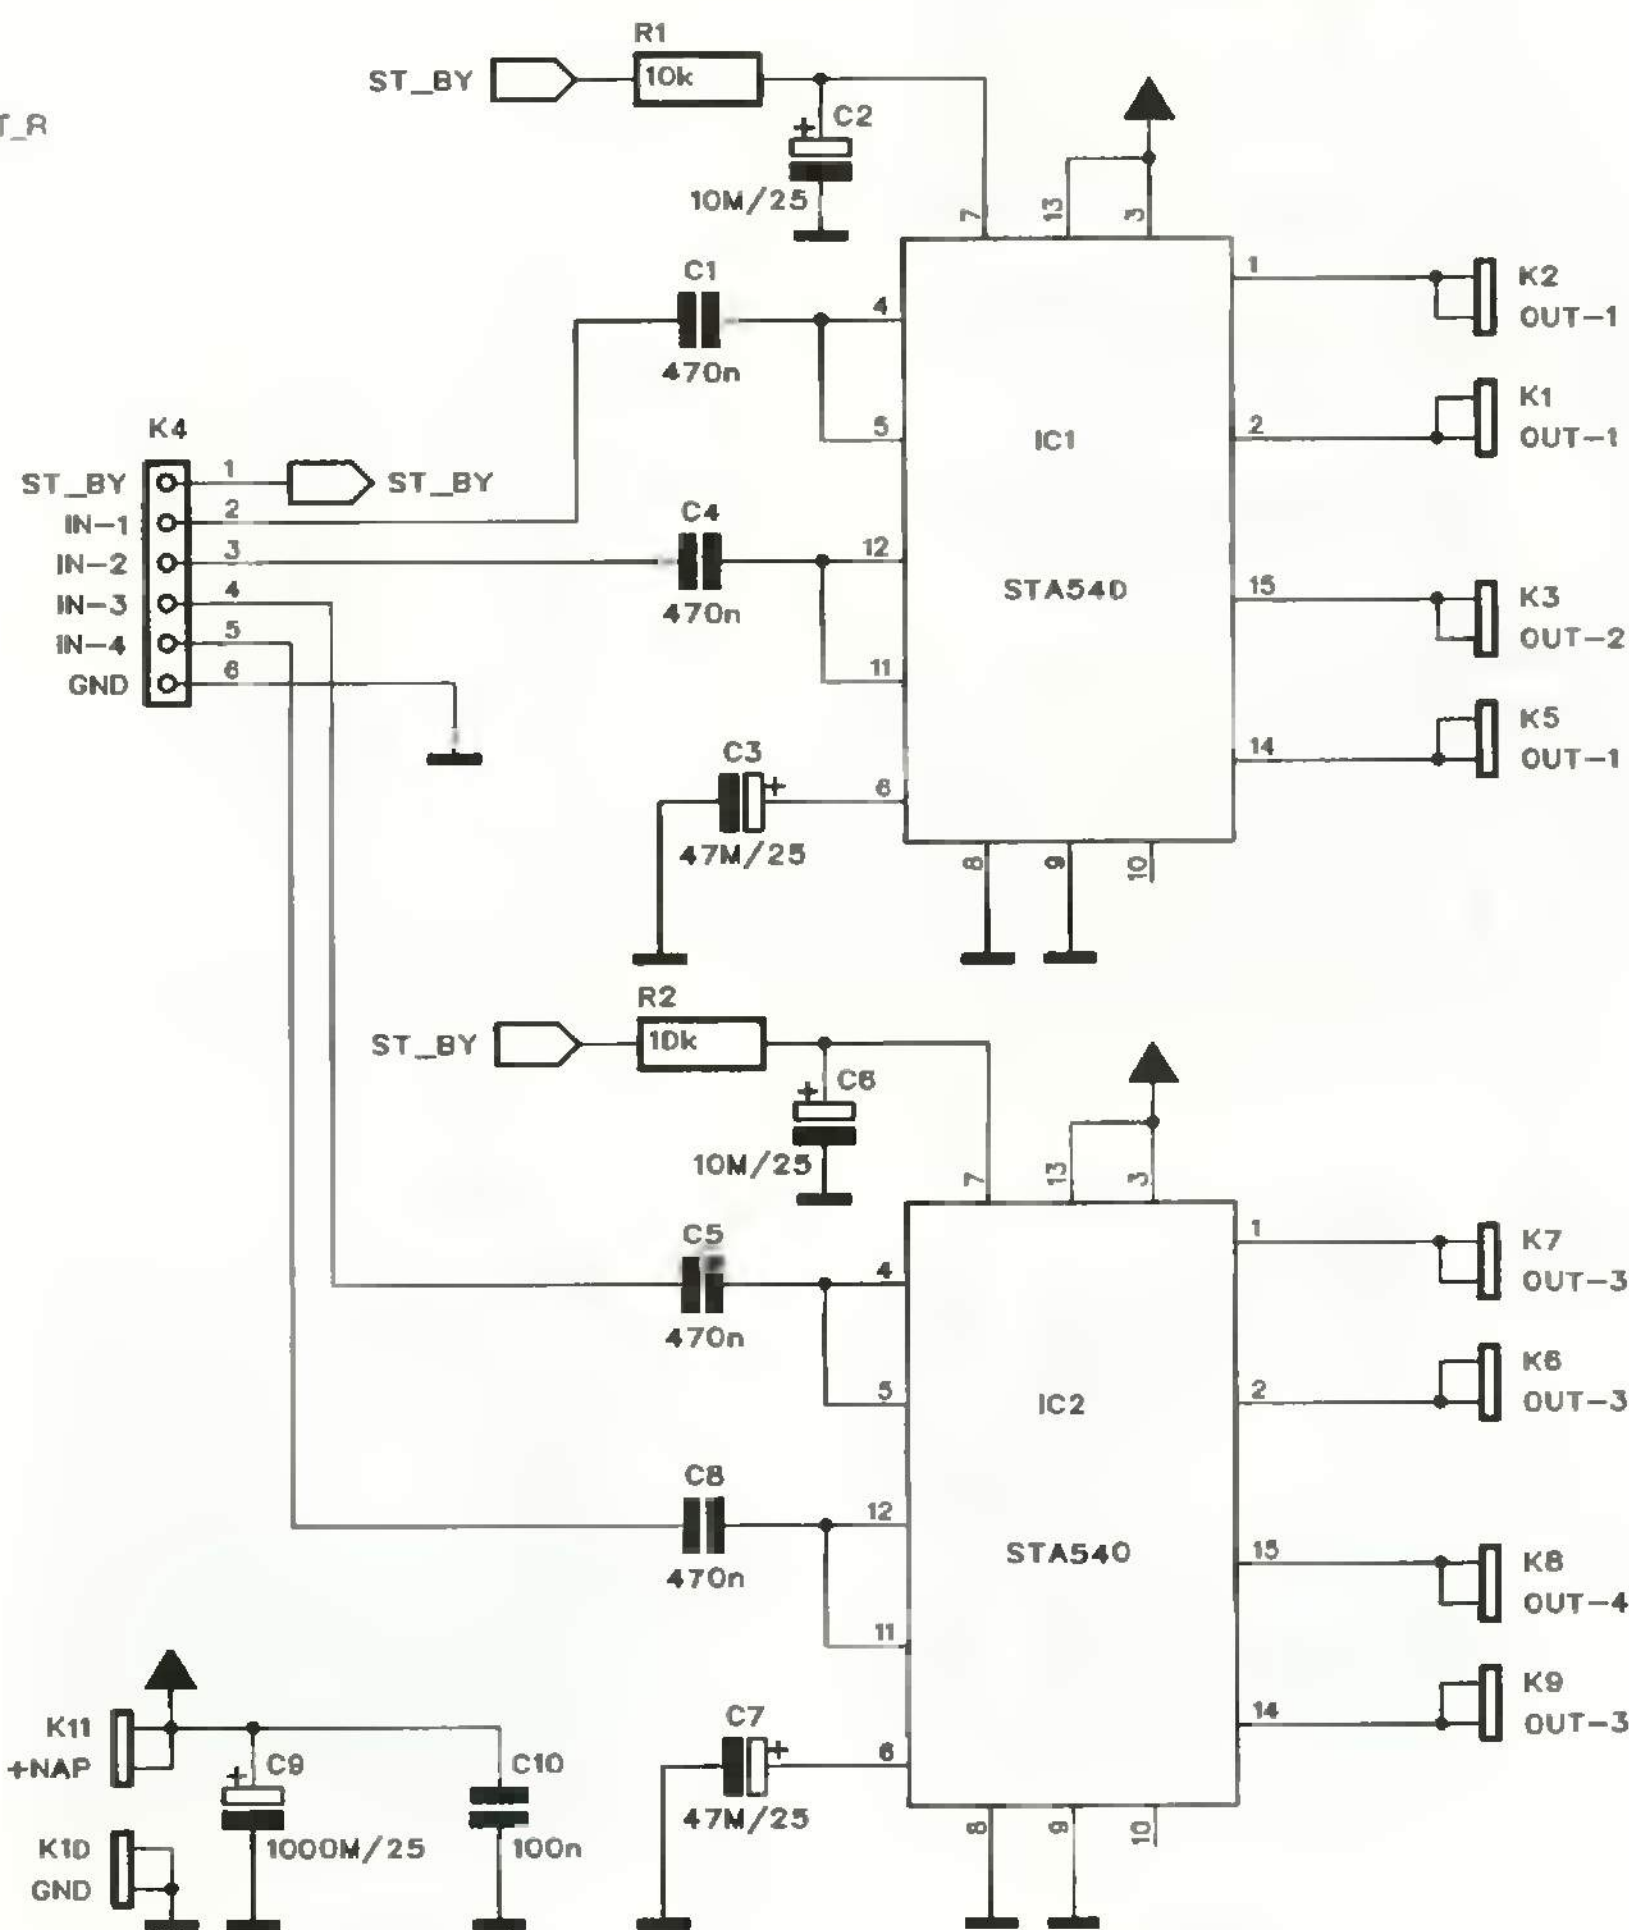 R1
ST_BY
10k
C2
+
10M/25
7
13
3
C1
470n
4
5
1
K2
OUT-1
K1
OUT-1
2
IC1
K4
ST_BY
1
ST_BY
IN-1
2
IN-2
3
IN-3
4
IN-4
5
GND
6
C4
470n
12
11
STA540
15
K3
OUT-2
K5
OUT-1
14
C3
+
47M/25
6
8
9
10
R2
ST_BY
10k
C6
+
10M/25
7
13
3
C5
470n
4
5
1
K7
OUT-3
K6
OUT-3
2
IC2
C8
470n
12
11
STA540
15
K8
OUT-4
K9
OUT-3
14
C7
+
47M/25
6
8
9
10
K11
+NAP
C9
+
1000M/25
C10
100n
K10
GND